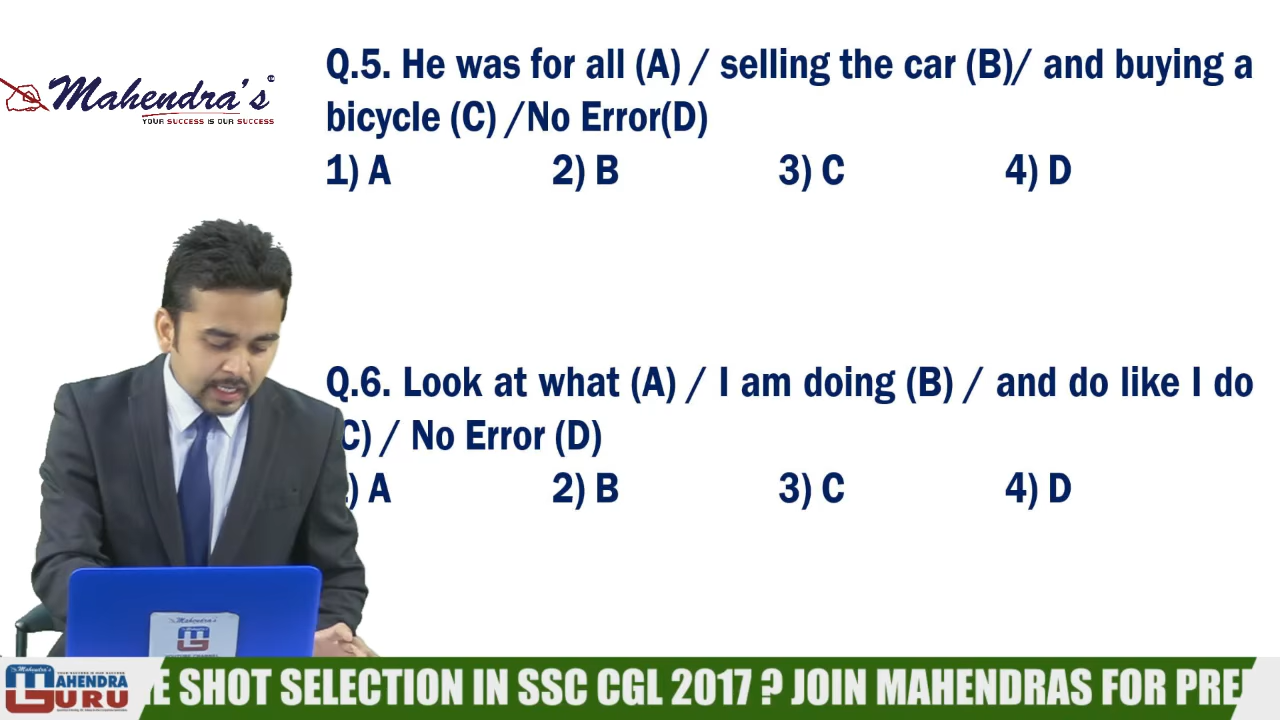 Mahendra's
YOUR SUCCESS IS OUR SUCCESS
Q.5. He was for all (A) / selling the car (B)/ and buying a
bicycle (C) /No Error(D)
1) A 2) B 3) C 4) D
Q.6. Look at what (A) / I am doing (B) / and do like I do
C) / No Error (D)
) A 2) B 3) C 4) D
Mahendra's
MAHENDRA
GURU
E SHOT SELECTION IN SSC CGL 2017 ? JOIN MAHENDRAS FOR PRE